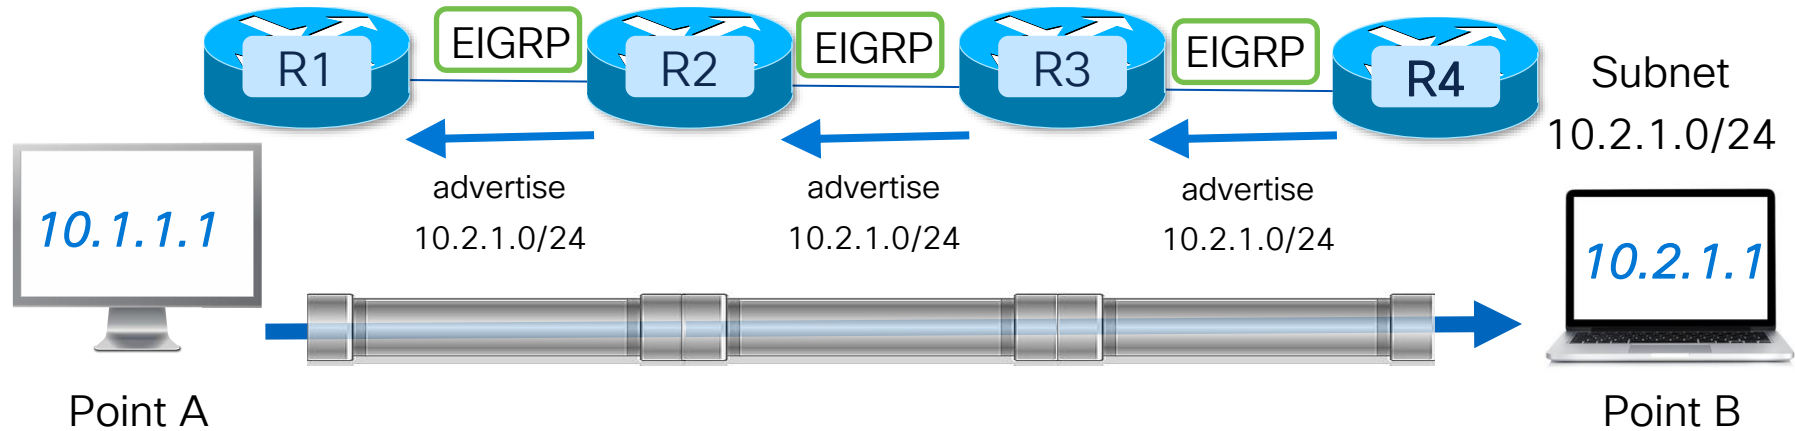 R1
EIGRP
R2
EIGRP
R3
EIGRP
R4
Subnet
10.2.1.0/24
advertise
10.2.1.0/24
advertise
10.2.1.0/24
advertise
10.2.1.0/24
10.1.1.1
10.2.1.1
Point A
Point B